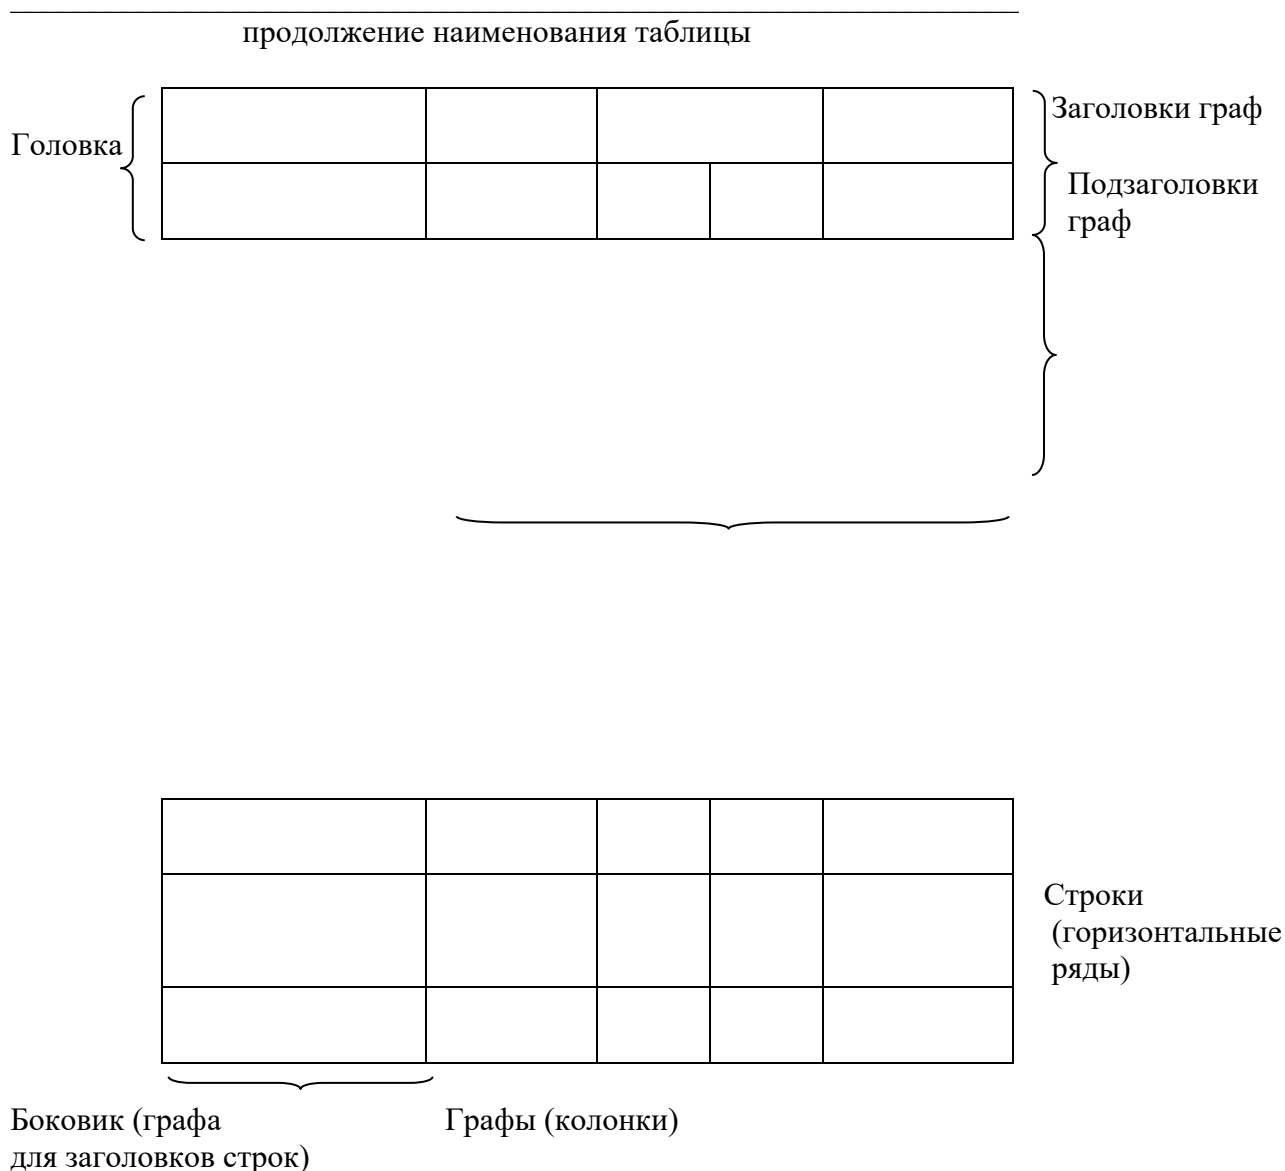 продолжение наименования таблицы
Заголовки граф
Головка
Подзаголовки
граф
Строки
(горизонтальные
ряды)
Боковик (графа
для заголовков строк)
Графы (колонки)